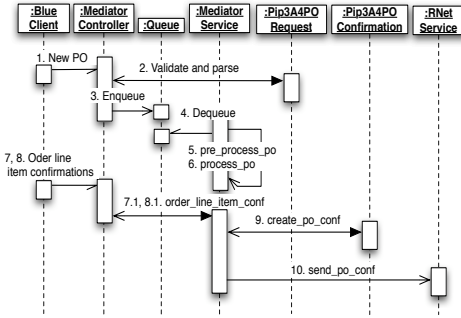 :Blue
Client
:Mediator
Controller
:Queue
:Mediator
Service
:Pip3A4PO
Request
:Pip3A4PO
Confirmation
:RNet
Service
1. New PO
2. Validate and parse
3. Enqueue
4. Dequeue
5. pre_process_po
6. process_po
7, 8. Oder line
item confirmations
7.1, 8.1. order_line_item_conf
9. create_po_conf
10. send_po_conf